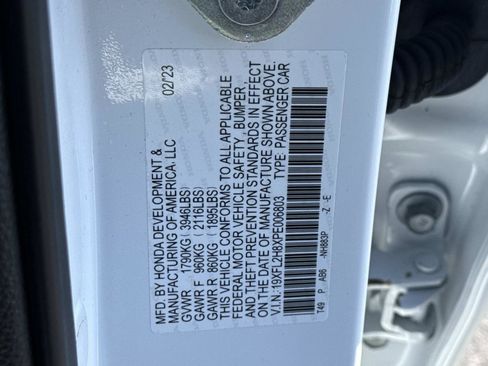 MFD. BY HONDA DEVELOPMENT &
MANUFACTURING OF AMERICA, LLC 02/'23
GVWR 1790KG (3946LBS)
GAWR F 960KG (2116LBS)
GAWR R 860KG (1895LBS)
THIS VEHICLE CONFORMS TO ALL APPLICABLE
FEDERAL MOTOR VEHICLE SAFETY, BUMPER,
AND THEFT PREVENTION STANDARDS IN EFFECT
ON THE DATE OF MANUFACTURE SHOWN ABOVE.
V.I.N.:19XFL2H8XPE006803 TYPE: PASSENGER CAR
T49 P AB6 -NH883P -Z -E